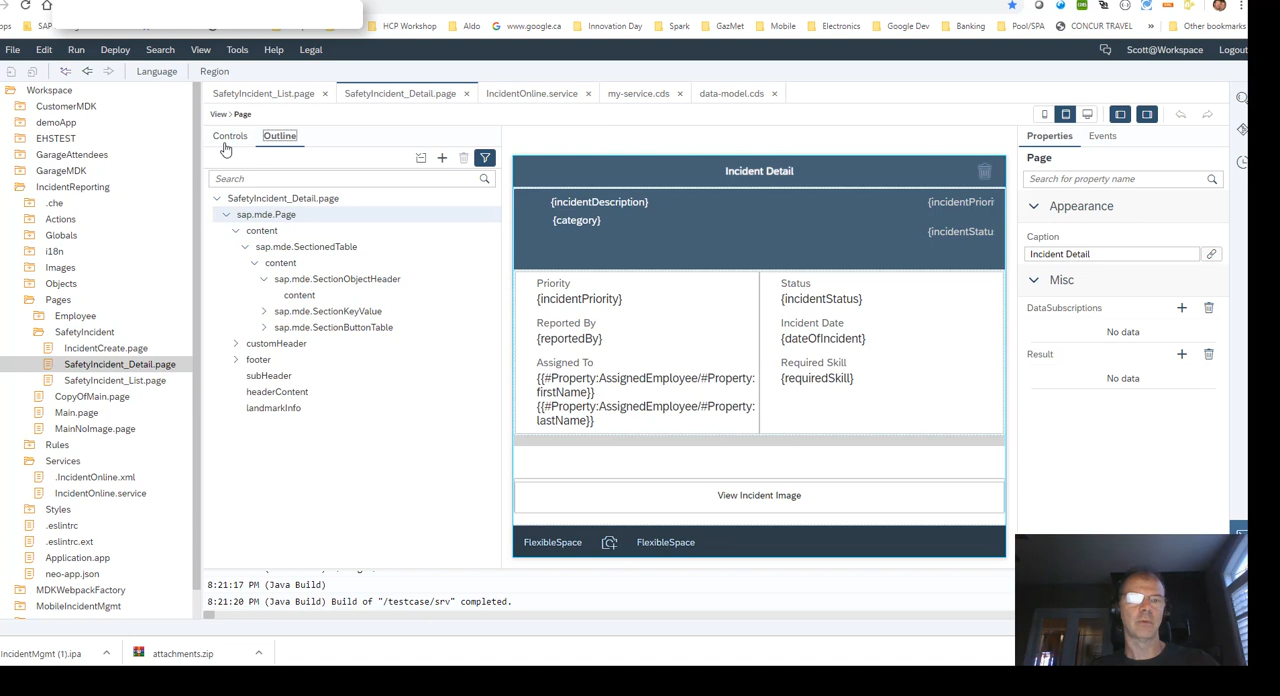 SAP
HCP Workshop
Aldo
www.google.ca
Innovation Day
Spark
GazMet
Mobile
Electronics
Google Dev
Banking
Pool/SPA
CONCUR TRAVEL
»
Other bookmarks
File
Edit
Run
Deploy
Search
View
Tools
Help
Legal
Scott@Workspace
Logout
Language
Region
Workspace
CustomerMDK
demoApp
EHSTEST
GarageAttendees
GarageMDK
IncidentReporting
.che
Actions
Globals
i18n
Images
Objects
Pages
Employee
SafetyIncident
IncidentCreate.page
SafetyIncident_Detail.page
SafetyIncident_List.page
CopyOfMain.page
Main.page
MainNoImage.page
Rules
Services
.IncidentOnline.xml
IncidentOnline.service
Styles
.eslintrc
.eslintrc.ext
Application.app
neo-app.json
MDKWebpackFactory
MobileIncidentMgmt
SafetyIncident_List.page ×
SafetyIncident_Detail.page ×
IncidentOnline.service ×
my-service.cds ×
data-model.cds ×
View > Page
Controls
Outline
Search
SafetyIncident_Detail.page
sap.mde.Page
content
sap.mde.SectionedTable
content
sap.mde.SectionObjectHeader
content
sap.mde.SectionKeyValue
sap.mde.SectionButtonTable
customHeader
footer
subHeader
headerContent
landmarkInfo
Incident Detail
{incidentDescription}
{incidentPriori
{category}
{incidentStatu
Priority
{incidentPriority}
Status
{incidentStatus}
Reported By
{reportedBy}
Incident Date
{dateOfIncident}
Assigned To
{{#Property:AssignedEmployee/#Property:
firstName}}
{{#Property:AssignedEmployee/#Property:
lastName}}
Required Skill
{requiredSkill}
View Incident Image
FlexibleSpace
FlexibleSpace
Properties
Events
Page
Search for property name
Appearance
Caption
Incident Detail
Misc
DataSubscriptions
No data
Result
No data
8:21:17 PM (Java Build)
8:21:20 PM (Java Build) Build of "/testcase/srv" completed.
IncidentMgmt (1).ipa
attachments.zip